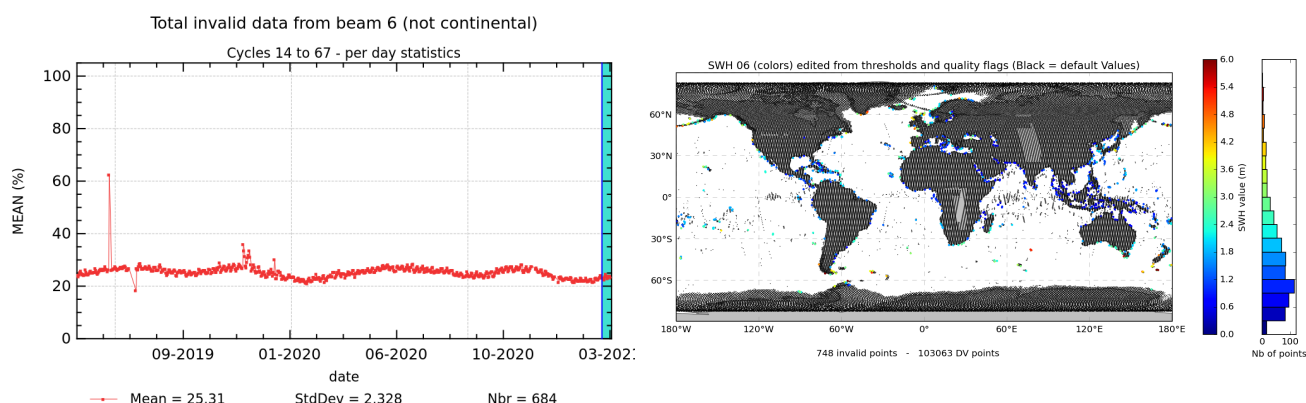 Total invalid data from beam 6 (not continental)
Cycles 14 to 67 - per day statistics
100
80
60
40
20
0
MEAN (%)
09-2019 01-2020 06-2020 10-2020 03-2021
date
Mean = 25.31 StdDev = 2.328 Nbr = 684
SWH 06 (colors) edited from thresholds and quality flags (Black = default Values)
60°N
30°N
0°
30°S
60°S
180°W 120°W 60°W 0° 60°E 120°E 180°E
748 invalid points - 103063 DV points
6.0
5.4
4.8
4.2
3.6
3.0
2.4
1.8
1.2
0.6
0.0
SWH value (m)
0 100
Nb of points